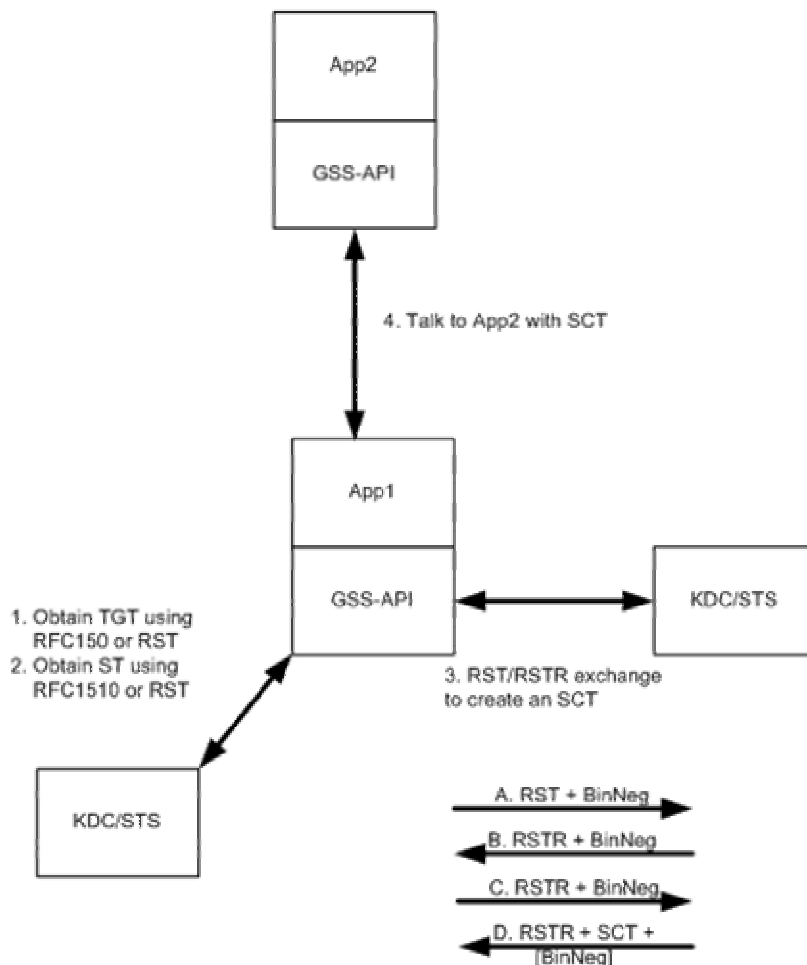 App2
GSS-API
4. Talk to App2 with SCT
App1
GSS-API
KDC/STS
1. Obtain TGT using
RFC150 or RST
2. Obtain ST using
RFC1510 or RST
3. RST/RSTR exchange
to create an SCT
KDC/STS
A. RST + BinNeg
B. RSTR + BinNeg
C. RSTR + BinNeg
D. RSTR + SCT +
[BinNeg]